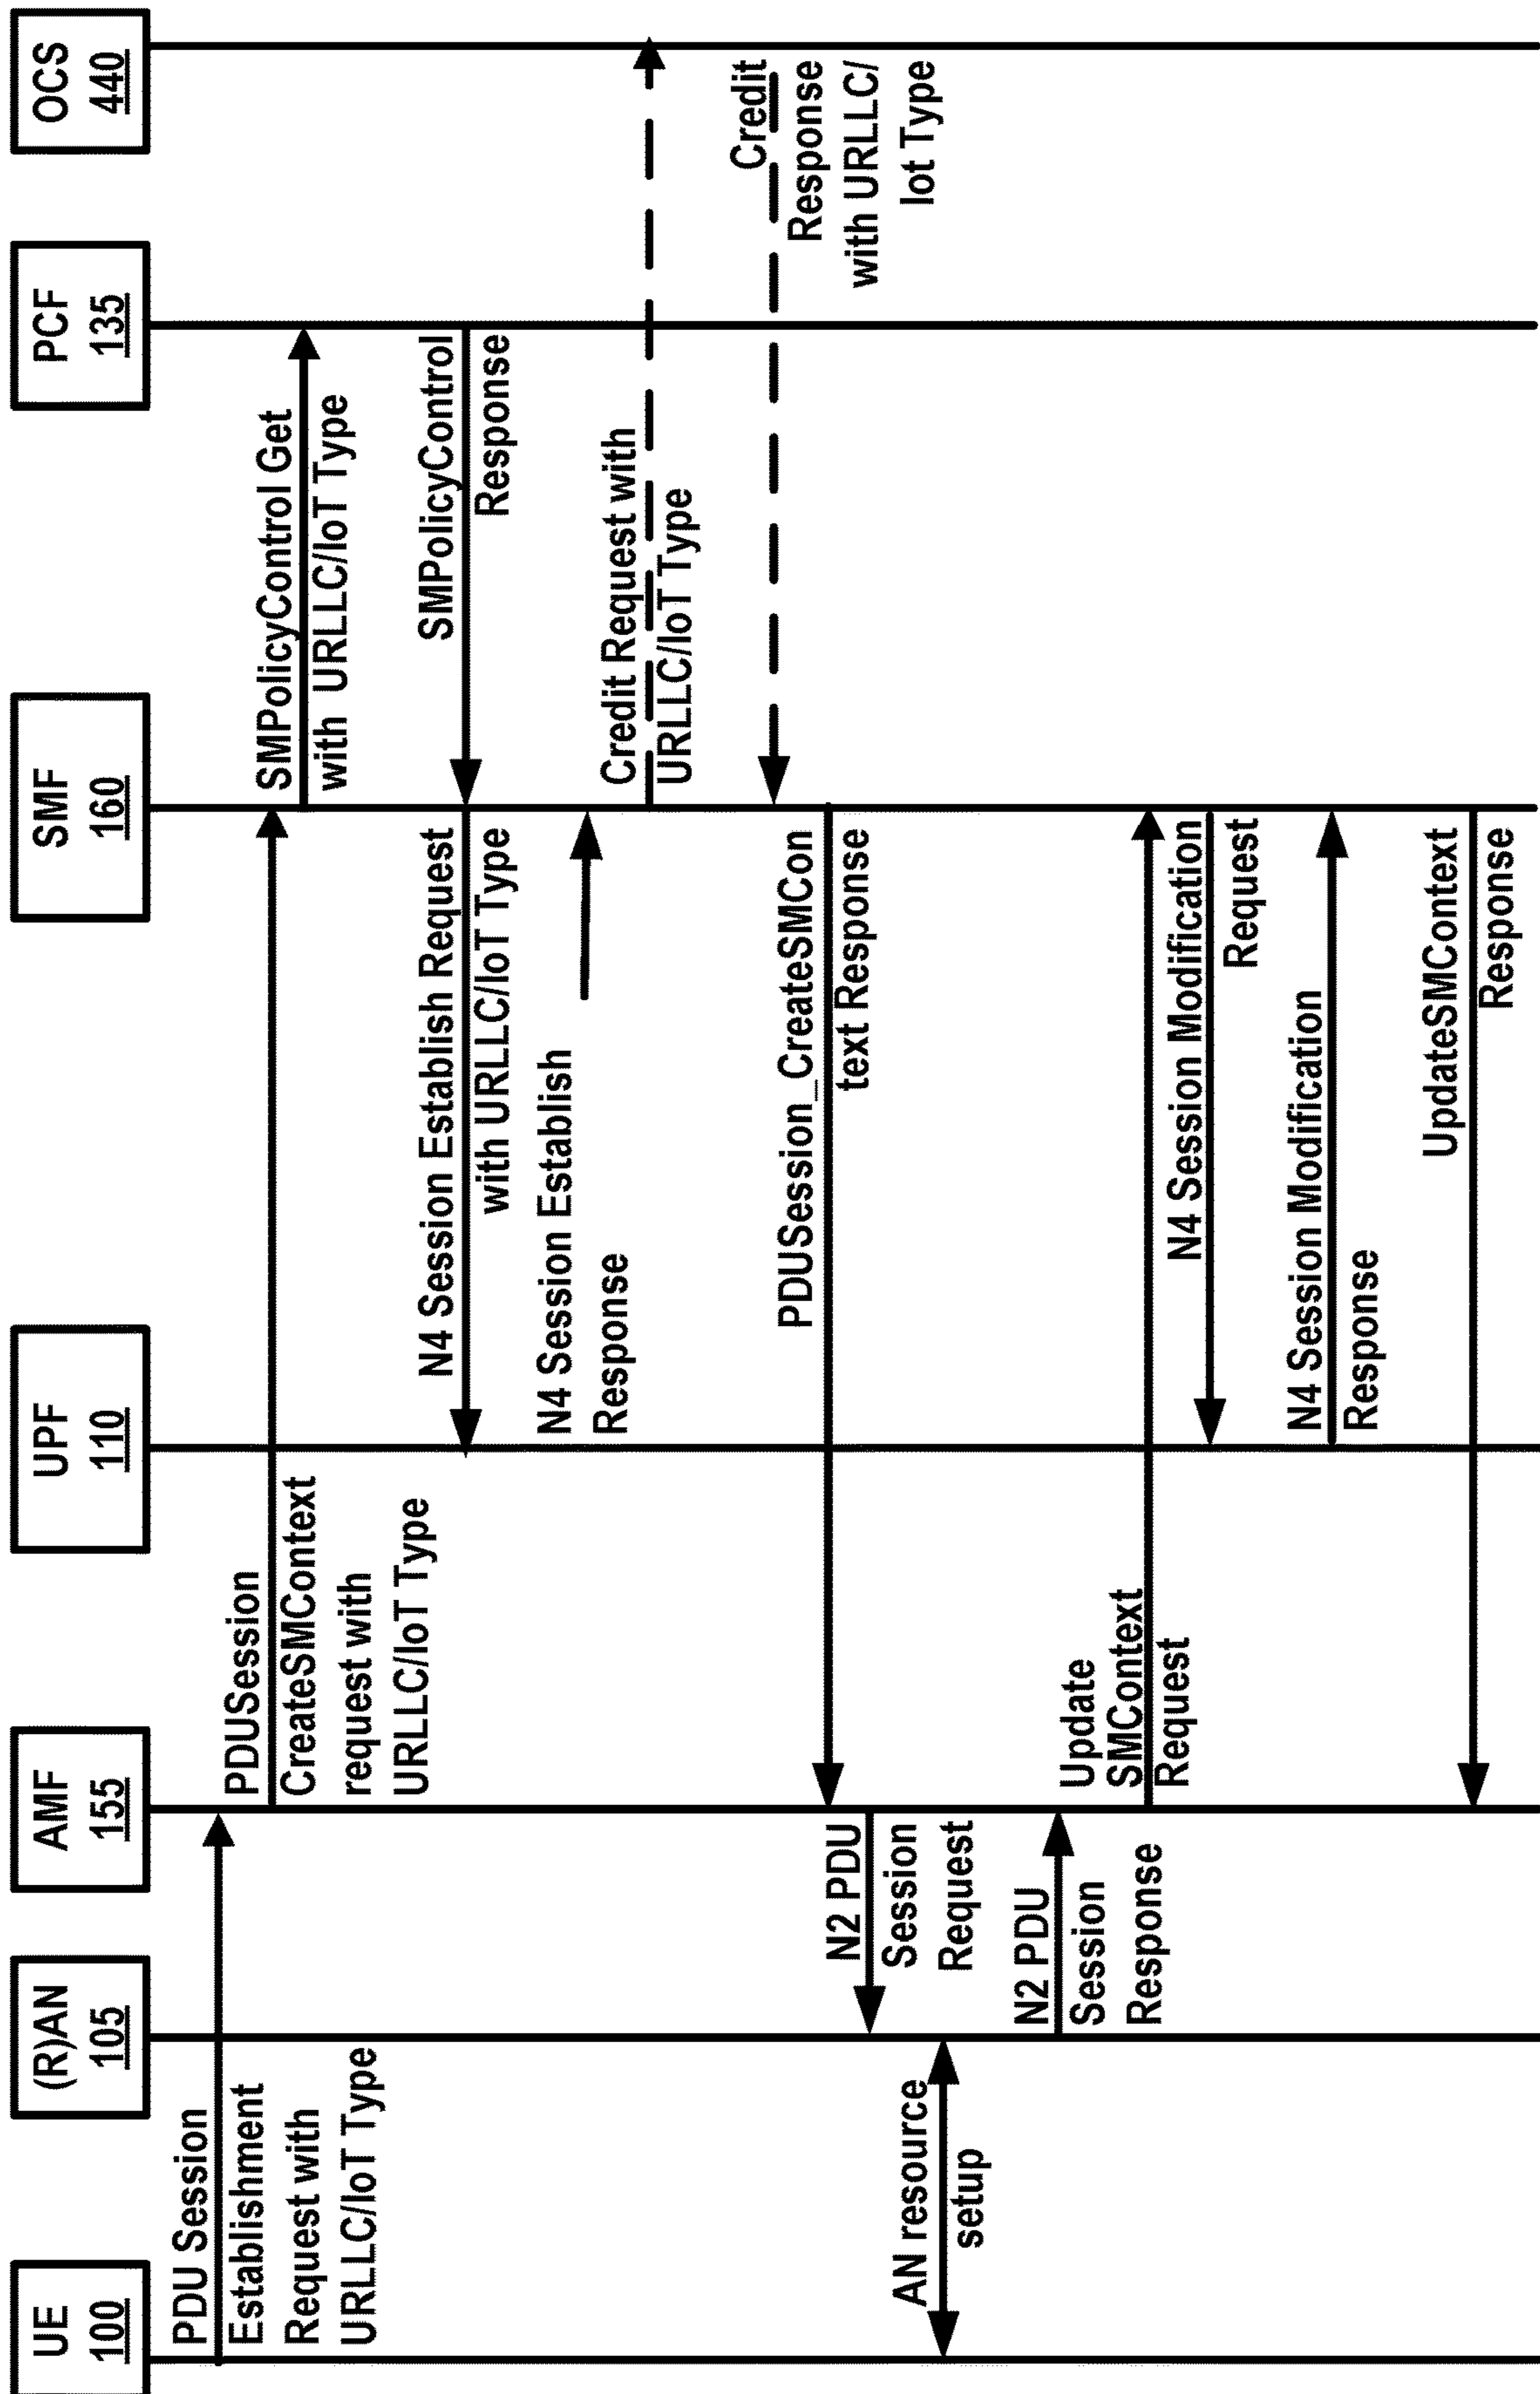 UE
100
(R)AN
105
AMF
155
UPF
110
SMF
160
PCF
135
OCS
440
PDU Session
Establishment
Request with
URLLC/IoT Type
PDUSession
CreateSMContext
request with
URLLC/IoT Type
SMPolicyControl Get
with URLLC/IoT Type
SMPolicyControl
Response
N4 Session Establish Request
with URLLC/IoT Type
N4 Session Establish
Response
Credit Request with
URLLC/IoT Type
Credit
Response
with URLLC/
Iot Type
PDUSession_CreateSMCon
text Response
N2 PDU
Session
Request
AN resource
setup
N2 PDU
Session
Response
Update
SMContext
Request
N4 Session Modification
Request
N4 Session Modification
Response
UpdateSMContext
Response